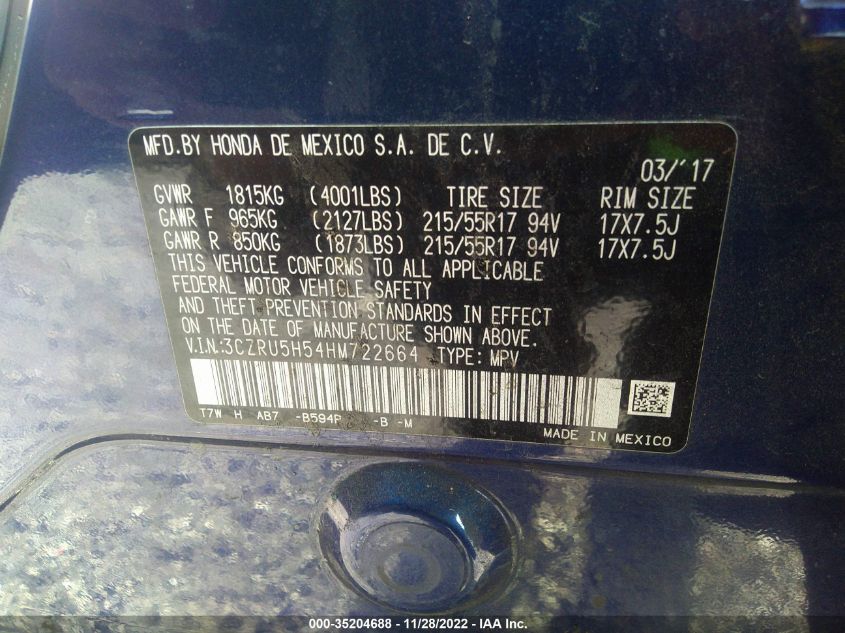 MFD.BY HONDA DE MEXICO S.A. DE C.V.
03/'17
GVWR 1815KG (4001LBS) TIRE SIZE RIM SIZE
GAWR F 965KG (2127LBS) 215/55R17 94V 17X7.5J
GAWR R 850KG (1873LBS) 215/55R17 94V 17X7.5J
THIS VEHICLE CONFORMS TO ALL APPLICABLE
FEDERAL MOTOR VEHICLE SAFETY
AND THEFT PREVENTION STANDARDS IN EFFECT
ON THE DATE OF MANUFACTURE SHOWN ABOVE.
V.I.N.:3CZRU5H54HM722664 TYPE: MPV
T7W H AB7 -B594P -B -M
MADE IN MEXICO
000-35204688 - 11/28/2022 - IAA Inc.